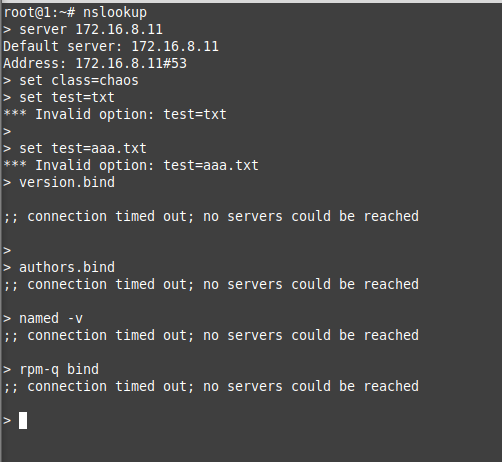 root@1:~# nslookup
> server 172.16.8.11
Default server: 172.16.8.11
Address: 172.16.8.11#53
> set class=chaos
> set test=txt
*** Invalid option: test=txt
>
> set test=aaa.txt
*** Invalid option: test=aaa.txt
> version.bind
;; connection timed out; no servers could be reached
>
> authors.bind
;; connection timed out; no servers could be reached
> named -v
;; connection timed out; no servers could be reached
> rpm-q bind
;; connection timed out; no servers could be reached
>